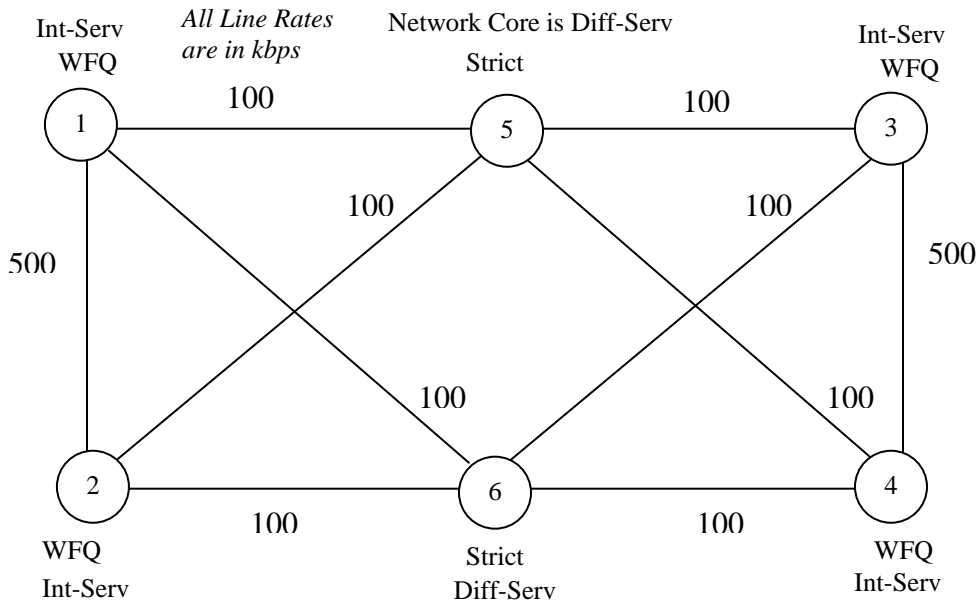 Int-Serv
WFQ
All Line Rates
are in kbps
Network Core is Diff-Serv
Strict
Int-Serv
WFQ
100
100
1
5
3
100
100
500
500
100
100
2
6
4
100
100
WFQ
Int-Serv
Strict
Diff-Serv
WFQ
Int-Serv